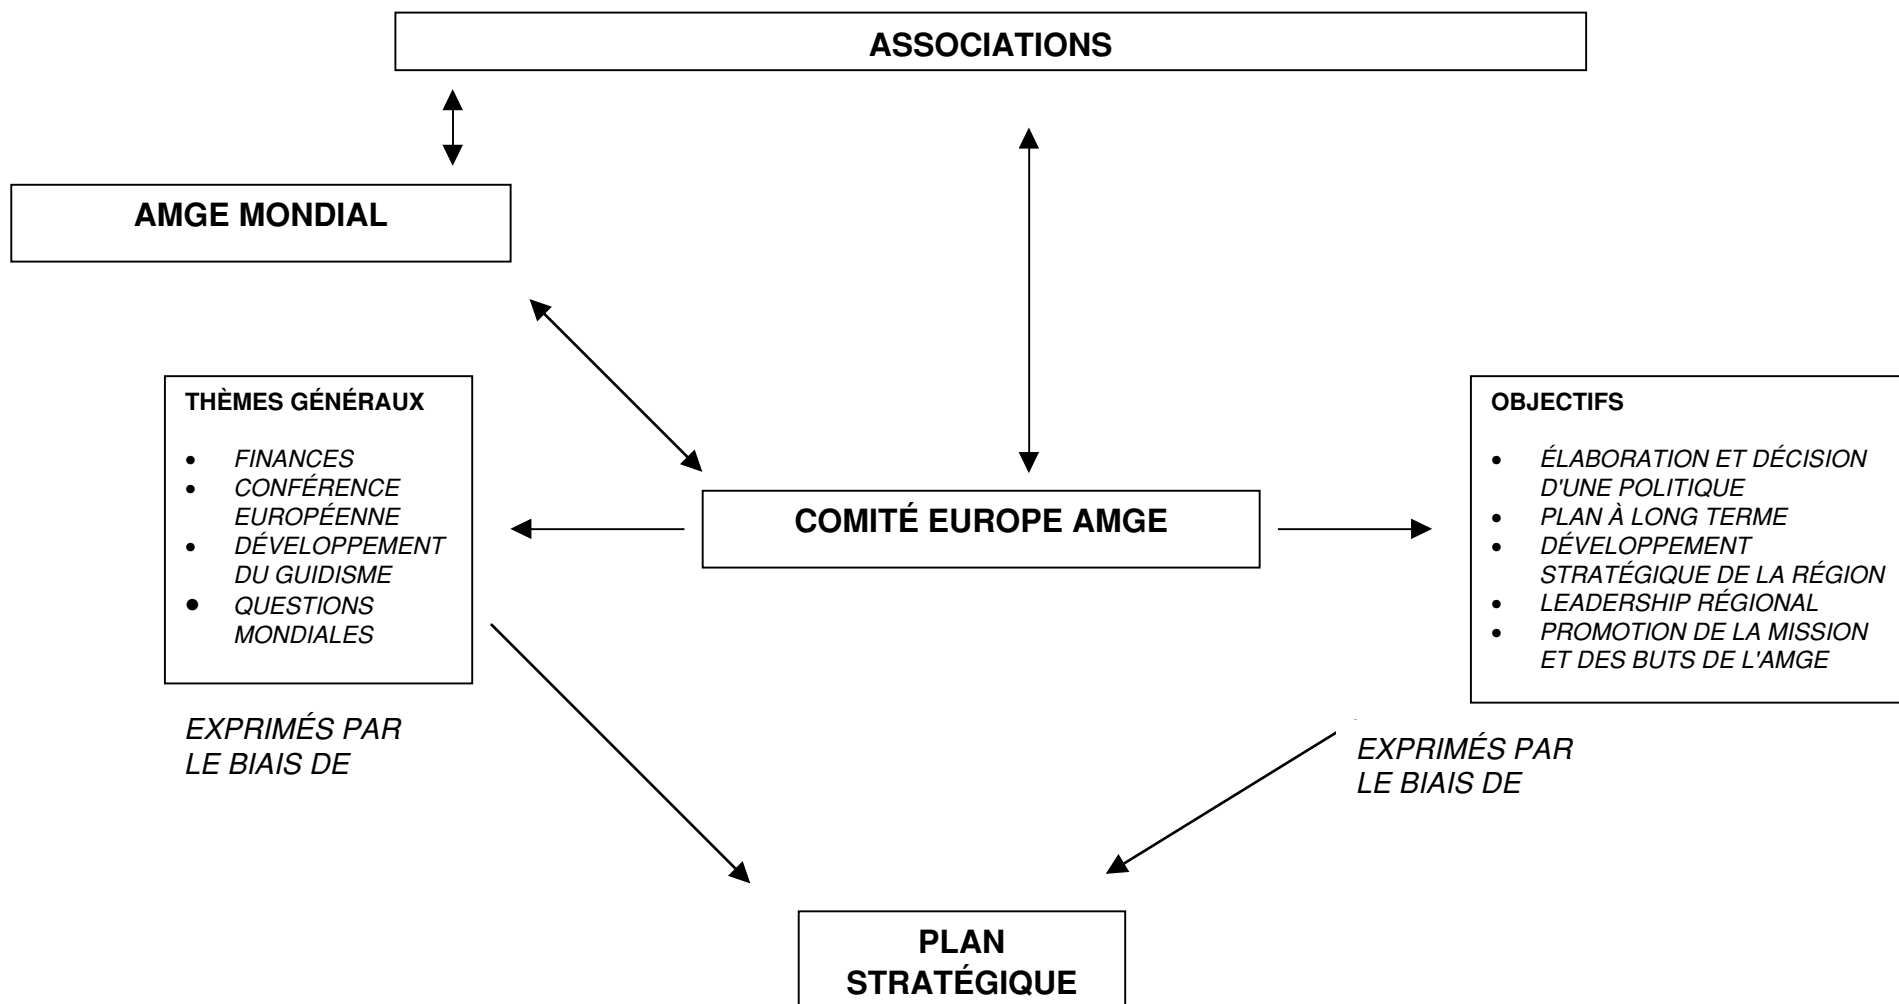 ASSOCIATIONS
AMGE MONDIAL
THÈMES GÉNÉRAUX
• FINANCES
• CONFÉRENCE
EUROPÉENNE
• DÉVELOPPEMENT
DU GUIDISME
• QUESTIONS
MONDIALES
EXPRIMÉS PAR
LE BIAIS DE
COMITÉ EUROPE AMGE
OBJECTIFS
• ÉLABORATION ET DÉCISION
D'UNE POLITIQUE
• PLAN À LONG TERME
• DÉVELOPPEMENT
STRATÉGIQUE DE LA RÉGION
• LEADERSHIP RÉGIONAL
• PROMOTION DE LA MISSION
ET DES BUTS DE L'AMGE
EXPRIMÉS PAR
LE BIAIS DE
PLAN
STRATÉGIQUE